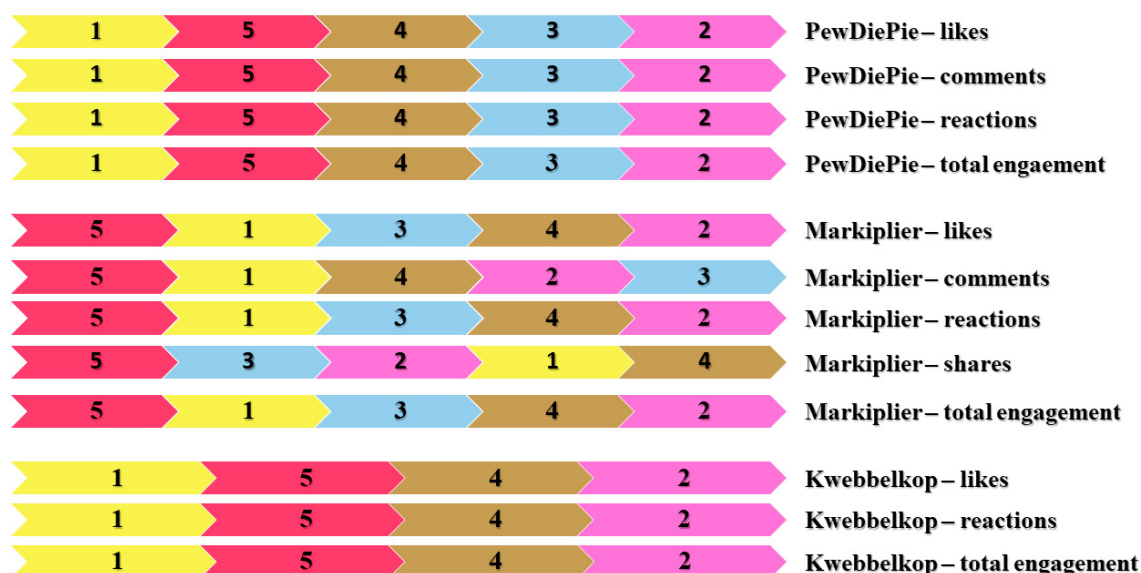 1 5 4 3 2 PewDiePie – likes
1 5 4 3 2 PewDiePie – comments
1 5 4 3 2 PewDiePie – reactions
1 5 4 3 2 PewDiePie – total engaement
5 1 3 4 2 Markiplier – likes
5 1 4 2 3 Markiplier – comments
5 1 3 4 2 Markiplier – reactions
5 3 2 1 4 Markiplier – shares
5 1 3 4 2 Markiplier – total engagement
1 5 4 2 Kwebbelkop – likes
1 5 4 2 Kwebbelkop – reactions
1 5 4 2 Kwebbelkop – total engagement